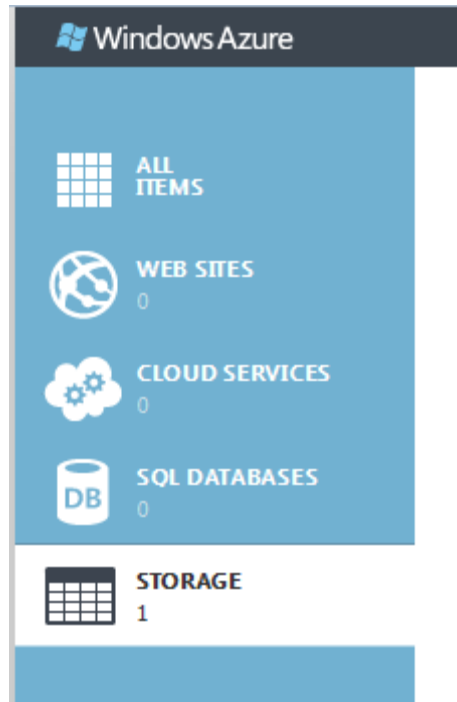 Windows Azure
ALL
ITEMS
WEB SITES
0
CLOUD SERVICES
0
SQL DATABASES
DB
0
STORAGE
1